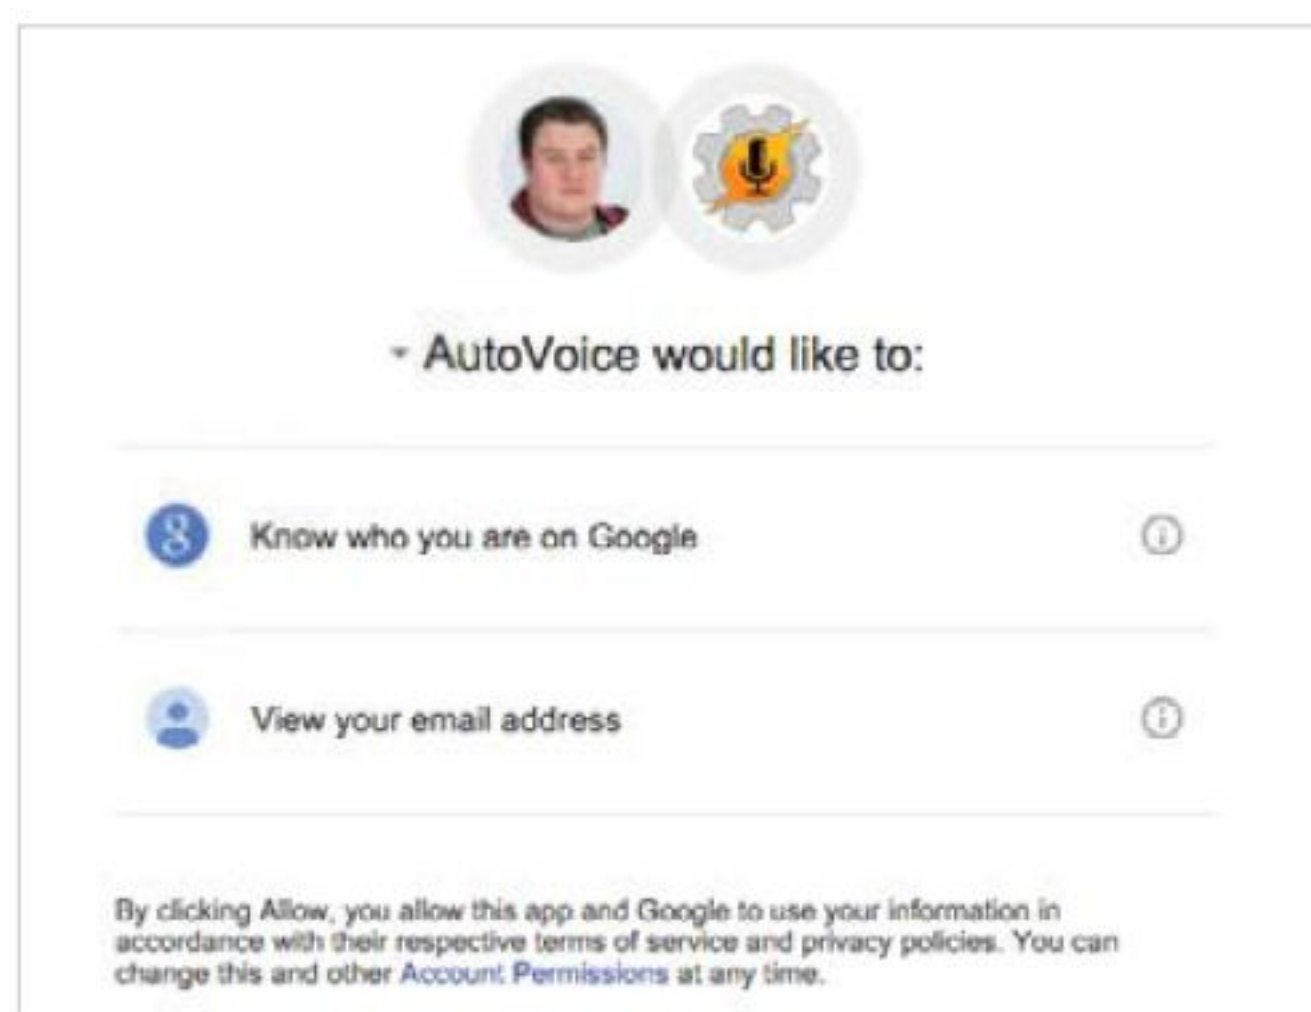 AutoVoice would like to:
Know who you are on Google
View your email address
By clicking Allow, you allow this app and Google to use your information in
accordance with their respective terms of service and privacy policies. You can
change this and other Account Permissions at any time.